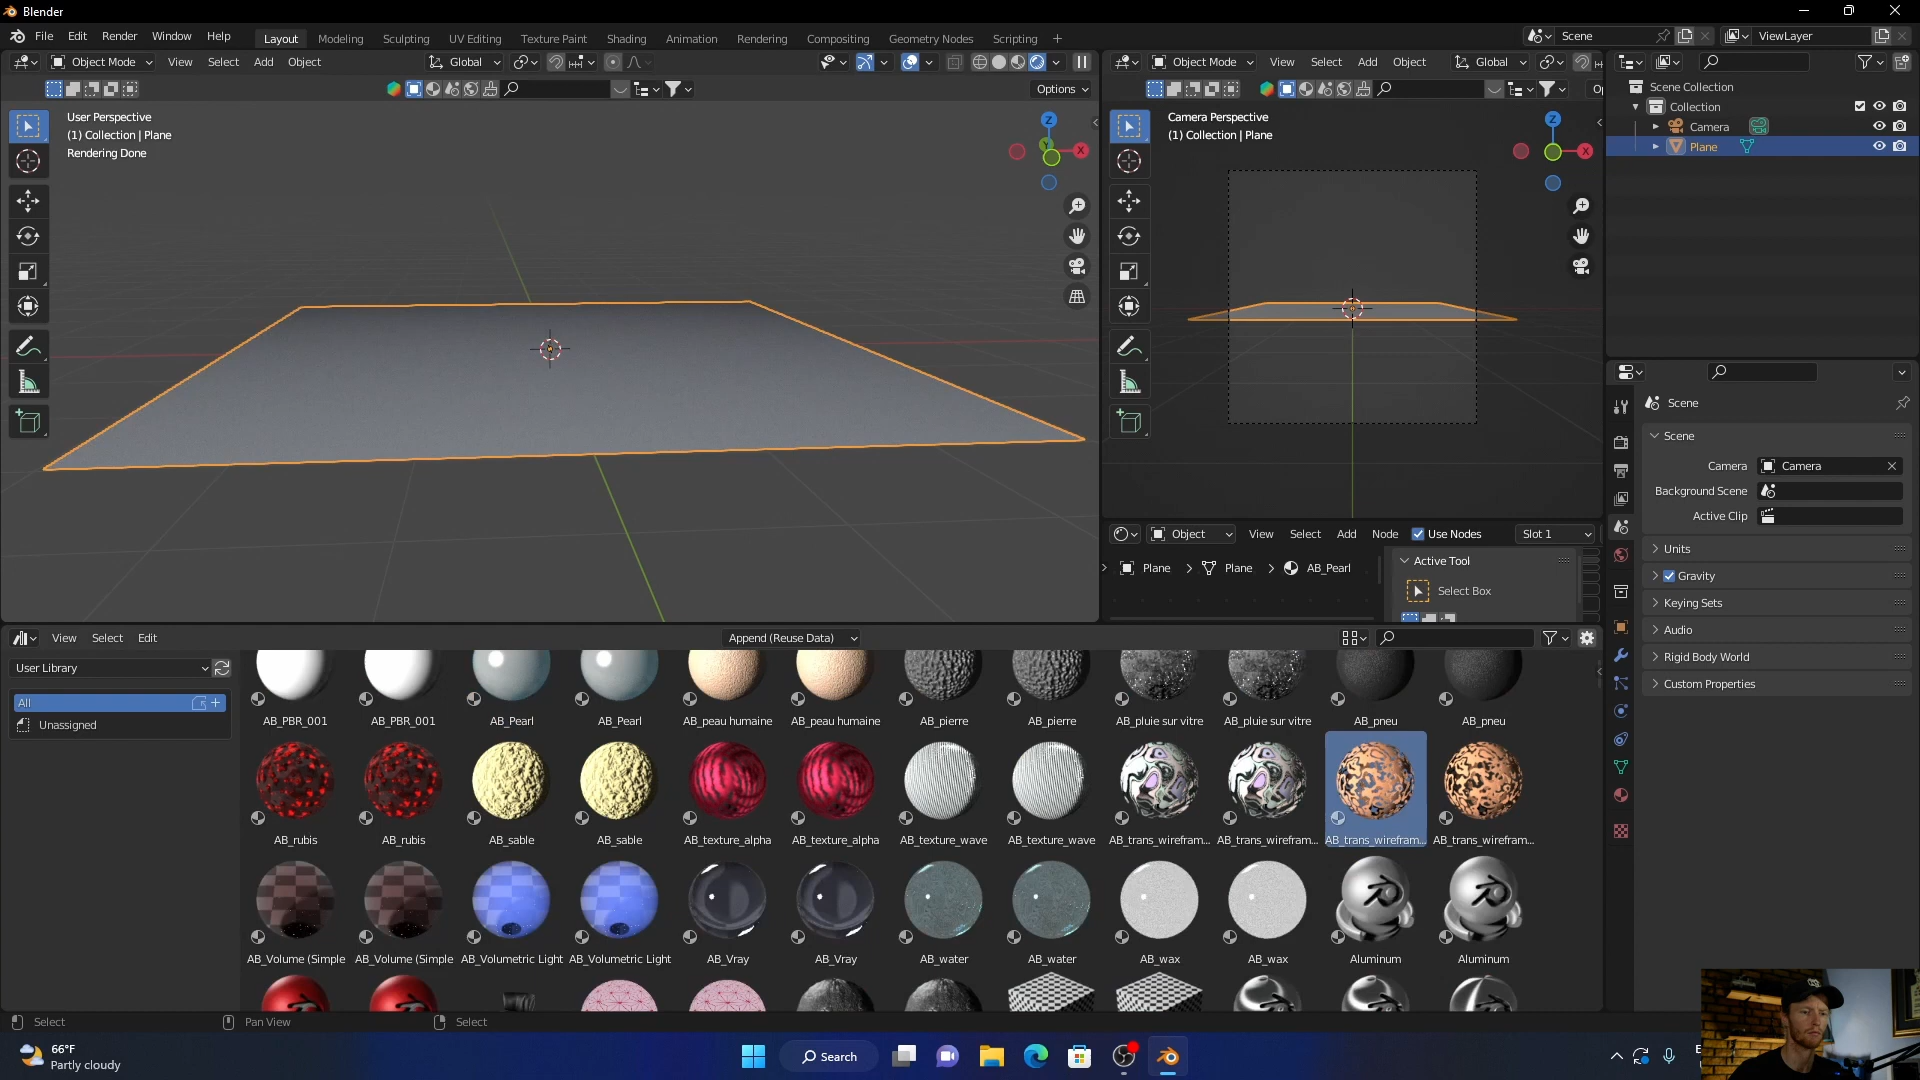 Blender
File Edit Render Window Help
Layout Modeling Sculpting UV Editing Texture Paint Shading Animation Rendering Compositing Geometry Nodes Scripting +
Scene
ViewLayer
Object Mode View Select Add Object
Global
Options
User Perspective
(1) Collection | Plane
Rendering Done
Z
Y
X
Object Mode View Select Add Object
Global
Camera Perspective
(1) Collection | Plane
Z
X
Scene Collection
Collection
Camera
Plane
Scene
Scene
Camera Camera
Background Scene
Active Clip
Units
Gravity
Keying Sets
Audio
Rigid Body World
Custom Properties
Object View Select Add Node Use Nodes Slot 1
Plane > Plane > AB_Pearl
Active Tool
Select Box
View Select Edit
Append (Reuse Data)
User Library
All
Unassigned
AB_PBR_001 AB_PBR_001 AB_Pearl AB_Pearl AB_peau humaine AB_peau humaine AB_pierre AB_pierre AB_pluie sur vitre AB_pluie sur vitre AB_pneu AB_pneu
AB_rubis AB_rubis AB_sable AB_sable AB_texture_alpha AB_texture_alpha AB_texture_wave AB_texture_wave AB_trans_wirefram... AB_trans_wirefram... AB_trans_wirefram... AB_trans_wirefram...
AB_Volume (Simple AB_Volume (Simple AB_Volumetric Light AB_Volumetric Light AB_Vray AB_Vray AB_water AB_water AB_wax AB_wax Aluminum Aluminum
Select
Pan View
Select
66°F
Partly cloudy
Search